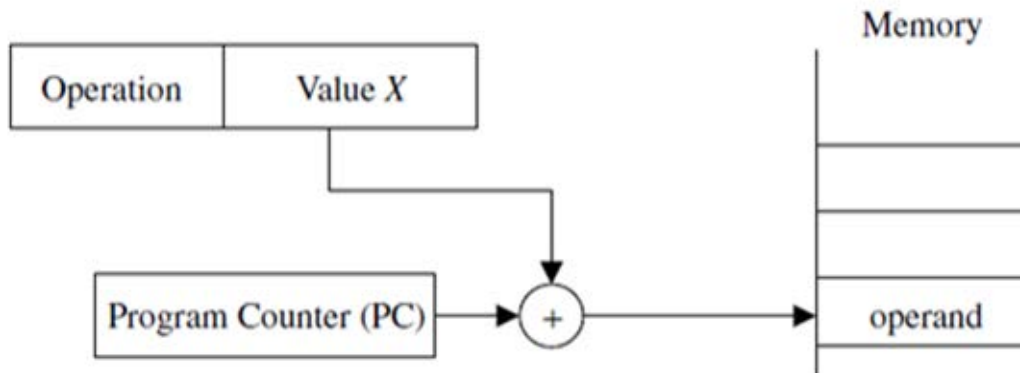 Memory
Operation
Value X
Program Counter (PC)
+
operand